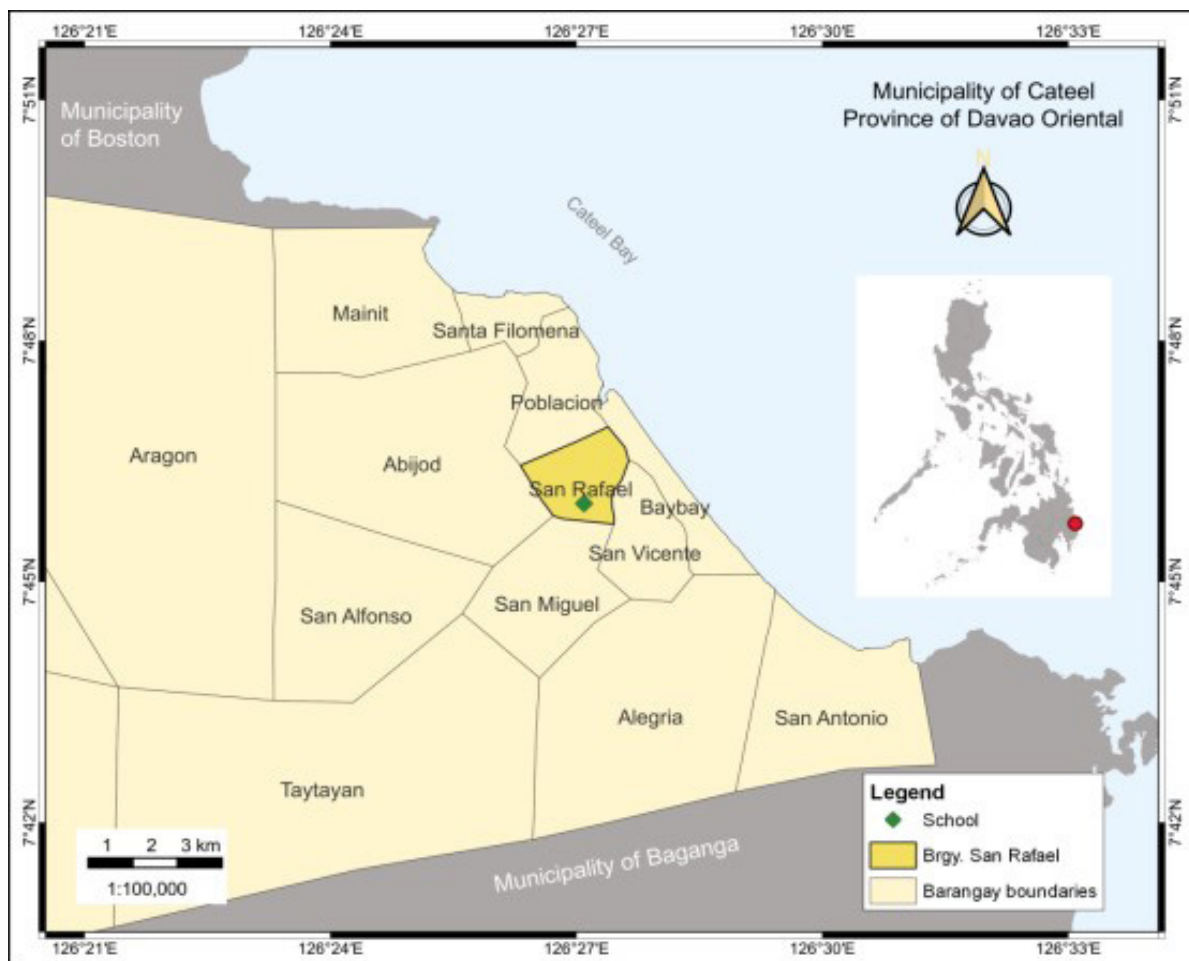 126°21'E 126°24'E 126°27'E 126°30'E 126°33'E
7°51'N
7°51'N
Municipality
of Boston
Municipality of Cateel
Province of Davao Oriental
N
Cateel Bay
Mainit
Santa Filomena
7°48'N
7°48'N
Poblacion
Aragon
Abijod
San Rafael
Baybay
San Vicente
7°45'N
7°45'N
San Miguel
San Alfonso
Alegria
San Antonio
Taytayan
Legend
School
Brgy. San Rafael
Barangay boundaries
7°42'N
7°42'N
1 2 3 km
1:100,000
Municipality of Baganga
126°21'E 126°24'E 126°27'E 126°30'E 126°33'E